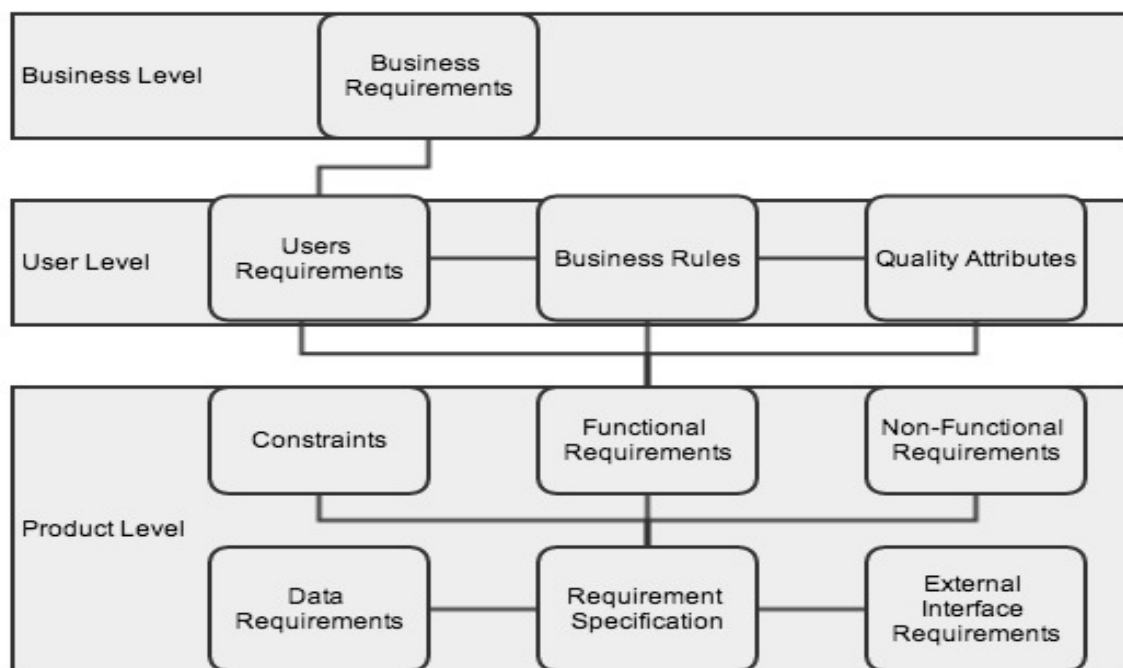 Business Level
Business
Requirements
User Level
Users
Requirements
Business Rules
Quality Attributes
Product Level
Constraints
Functional
Requirements
Non-Functional
Requirements
Data
Requirements
Requirement
Specification
External
Interface
Requirements